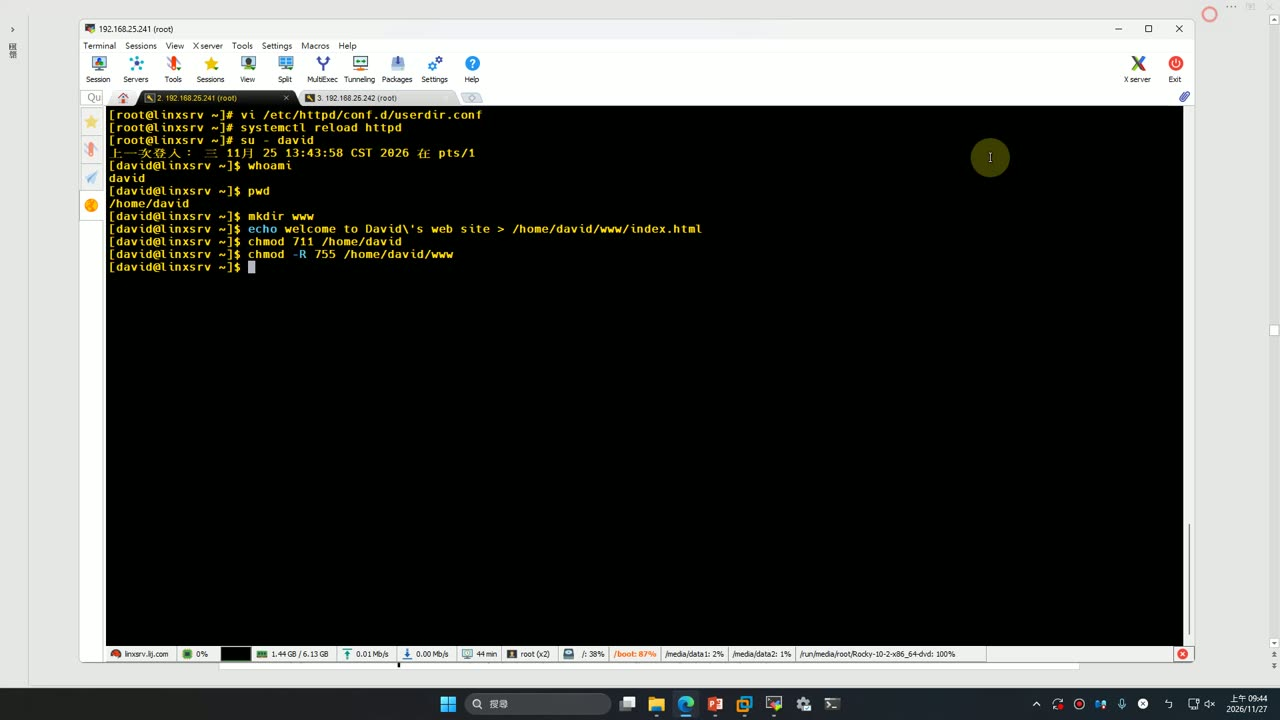 192.168.25.241 (root)
Terminal Sessions View X server Tools Settings Macros Help
Session Servers Tools Sessions View Split MultiExec Tunneling Packages Settings Help X server Exit
Qu 2. 192.168.25.241 (root) 3. 192.168.25.242 (root)
[root@linxsrv ~]# vi /etc/httpd/conf.d/userdir.conf
[root@linxsrv ~]# systemctl reload httpd
[root@linxsrv ~]# su - david
上一次登入： 三 11月 25 13:43:58 CST 2026 在 pts/1
[david@linxsrv ~]$ whoami
david
[david@linxsrv ~]$ pwd
/home/david
[david@linxsrv ~]$ mkdir www
[david@linxsrv ~]$ echo welcome to David\'s web site > /home/david/www/index.html
[david@linxsrv ~]$ chmod 711 /home/david
[david@linxsrv ~]$ chmod -R 755 /home/david/www
[david@linxsrv ~]$
linxsrv.lij.com 0% 1.44 GB / 6.13 GB 0.01 Mb/s 0.00 Mb/s 44 min root (x2) /: 38% /boot: 87% /media/data1: 2% /media/data2: 1% /run/media/root/Rocky-10-2-x86_64-dvd: 100%
搜尋
上午 09:44
2026/11/27